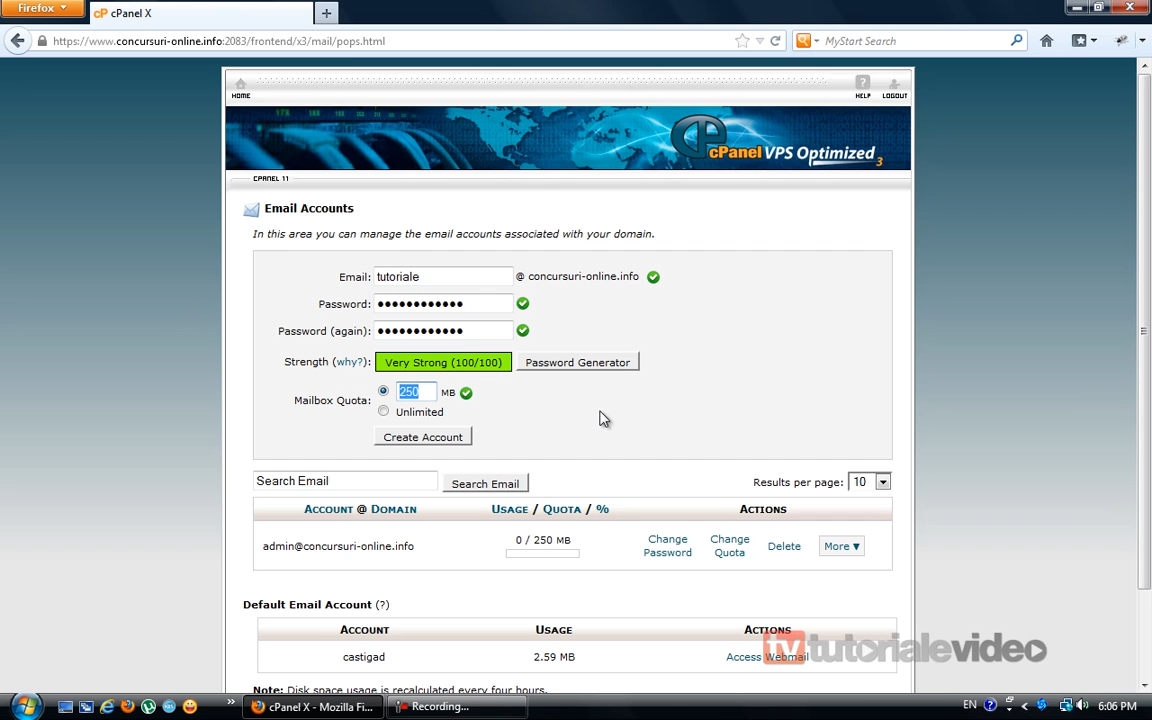 Firefox
cPanel X
https://www.concursuri-online.info:2083/frontend/x3/mail/pops.html
MyStart Search
HOME
HELP
LOGOUT
cPanel VPS Optimized 3
CPANEL 11
Email Accounts
In this area you can manage the email accounts associated with your domain.
Email: tutoriale @ concursuri-online.info
Password: ••••••••••••
Password (again): ••••••••••••
Strength (why?): Very Strong (100/100) Password Generator
Mailbox Quota: 250 MB
Unlimited
Create Account
Search Email Search Email Results per page: 10
ACCOUNT @ DOMAIN USAGE / QUOTA / % ACTIONS
admin@concursuri-online.info 0 / 250 MB Change Password Change Quota Delete More ▼
Default Email Account (?)
ACCOUNT USAGE ACTIONS
castigad 2.59 MB Access Webmail
tv tutorialevideo
Note: Disk space usage is recalculated every four hours.
cPanel X - Mozilla Fi...
Recording...
EN
6:06 PM